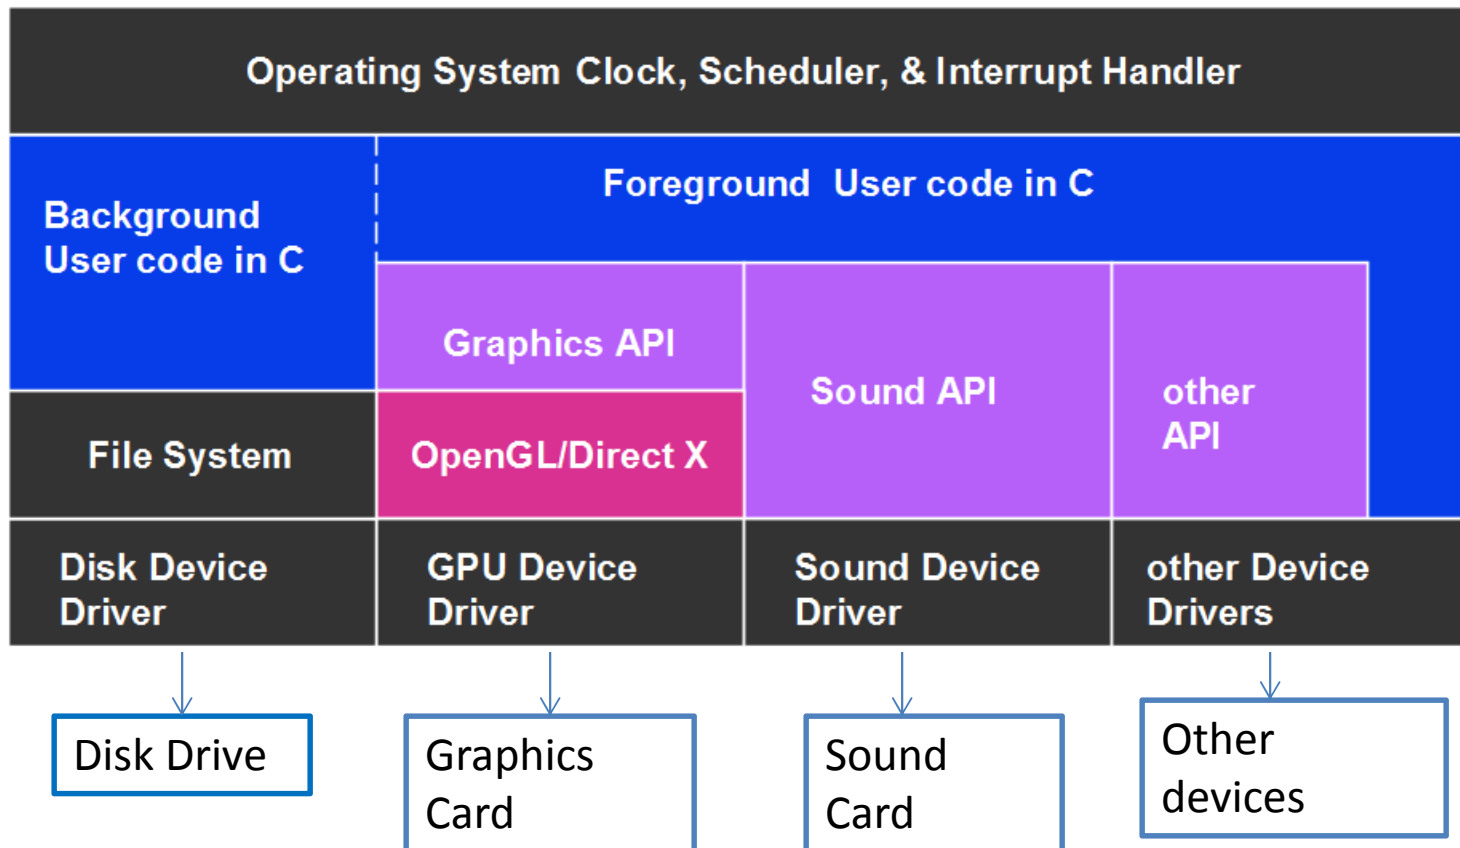 Operating System Clock, Scheduler, & Interrupt Handler
Foreground User code in C
Background
User code in C
Graphics API
Sound API
other
API
File System
OpenGL/Direct X
Disk Device
Driver
GPU Device
Driver
Sound Device
Driver
other Device
Drivers
Disk Drive
Graphics
Card
Sound
Card
Other
devices